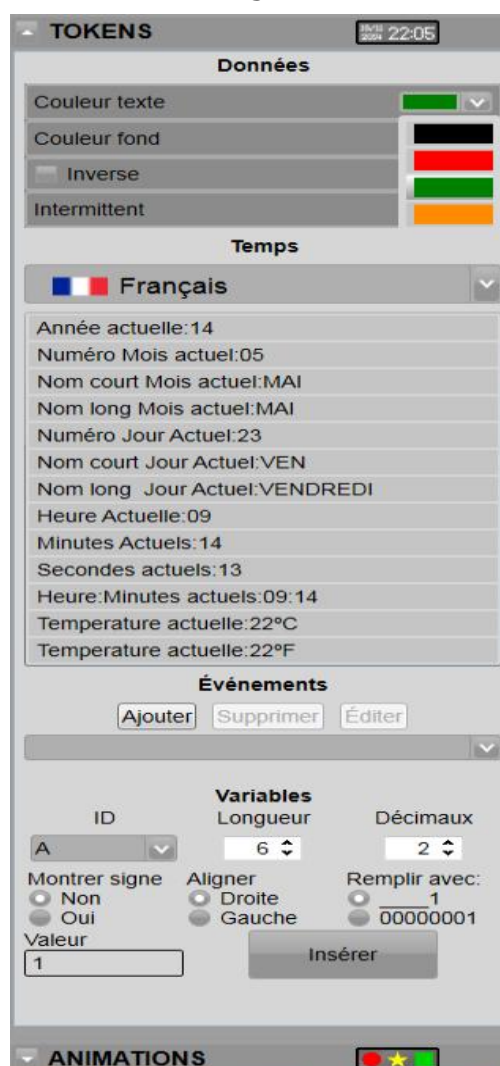 TOKENS 22:05
Données
Couleur texte
Couleur fond
Inverse
Intermittent
Temps
Français
Année actuelle:14
Numéro Mois actuel:05
Nom court Mois actuel:MAI
Nom long Mois actuel:MAI
Numéro Jour Actuel:23
Nom court Jour Actuel:VEN
Nom long Jour Actuel:VENDREDI
Heure Actuelle:09
Minutes Actuels:14
Secondes actuels:13
Heure:Minutes actuels:09:14
Temperature actuelle:22ºC
Temperature actuelle:22ºF
Événements
Ajouter Supprimer Éditer
Variables
ID Longueur Décimaux
A 6 2
Montrer signe Aligner Remplir avec:
Non Droite ____1
Oui Gauche 00000001
Valeur
1 Insérer
ANIMATIONS